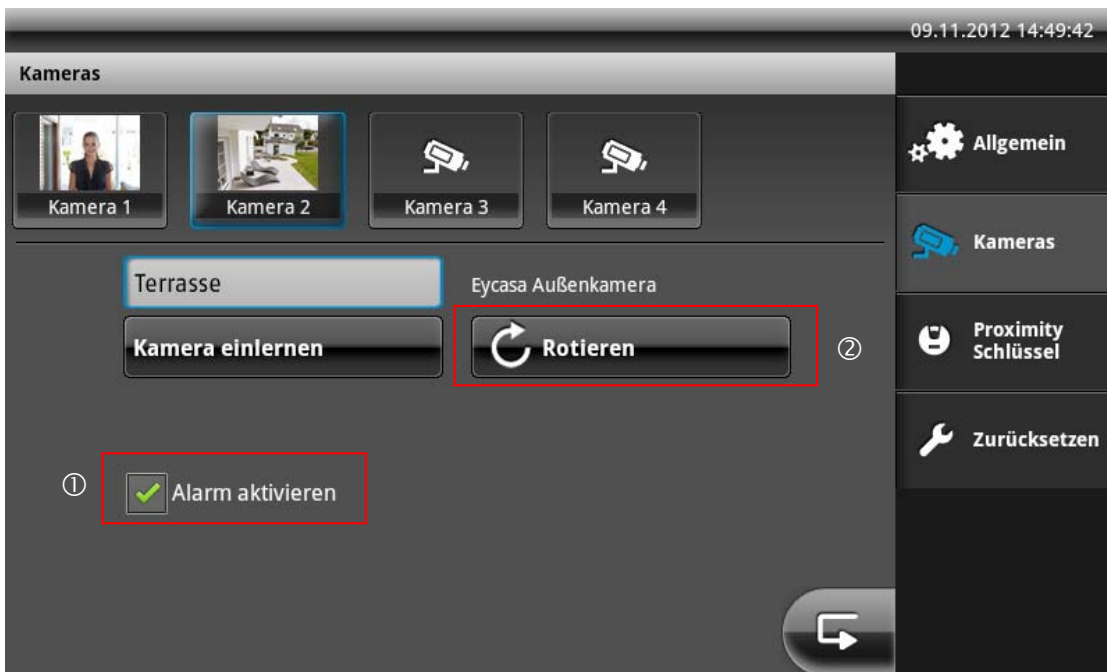 09.11.2012 14:49:42
Kameras
Kamera 1
Kamera 2
Kamera 3
Kamera 4
Terrasse
Eycasa Außenkamera
Kamera einlernen
Rotieren
②
①
Alarm aktivieren
Allgemein
Kameras
Proximity
Schlüssel
Zurücksetzen